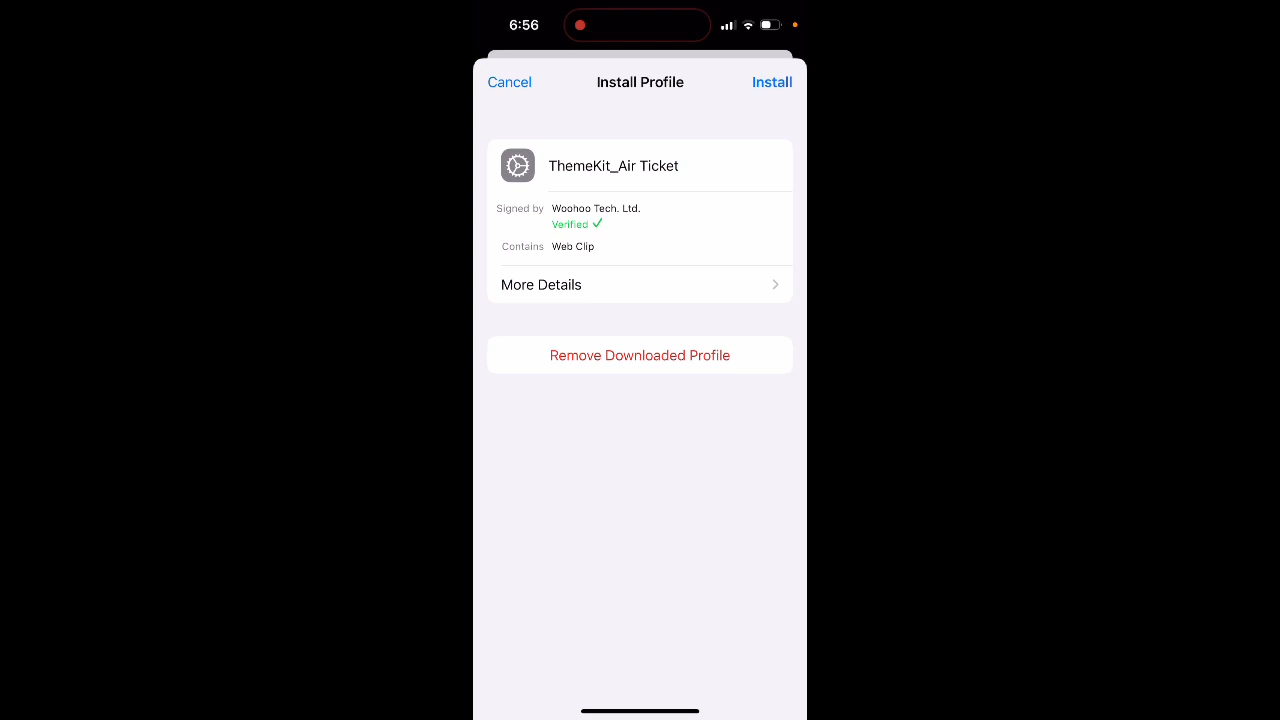 6:56
Cancel Install Profile Install
ThemeKit_Air Ticket
Signed by Woohoo Tech. Ltd.
Verified
Contains Web Clip
More Details
Remove Downloaded Profile